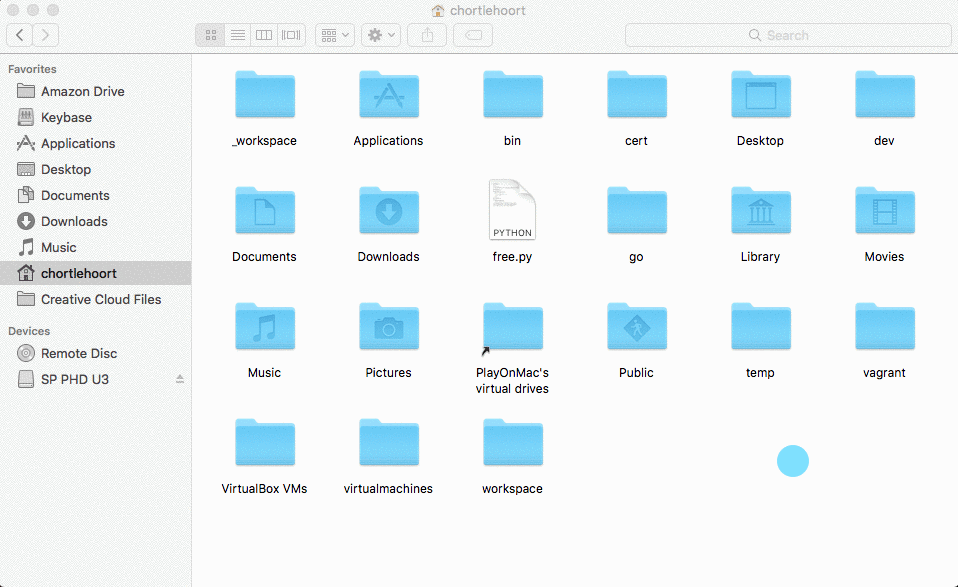 chortlehoort
Search
Favorites
Amazon Drive
Keybase
Applications
Desktop
Documents
Downloads
Music
chortlehoort
Creative Cloud Files
Devices
Remote Disc
SP PHD U3
_workspace
Applications
bin
cert
Desktop
dev
Documents
Downloads
PYTHON
free.py
go
Library
Movies
Music
Pictures
PlayOnMac's
virtual drives
Public
temp
vagrant
VirtualBox VMs
virtualmachines
workspace